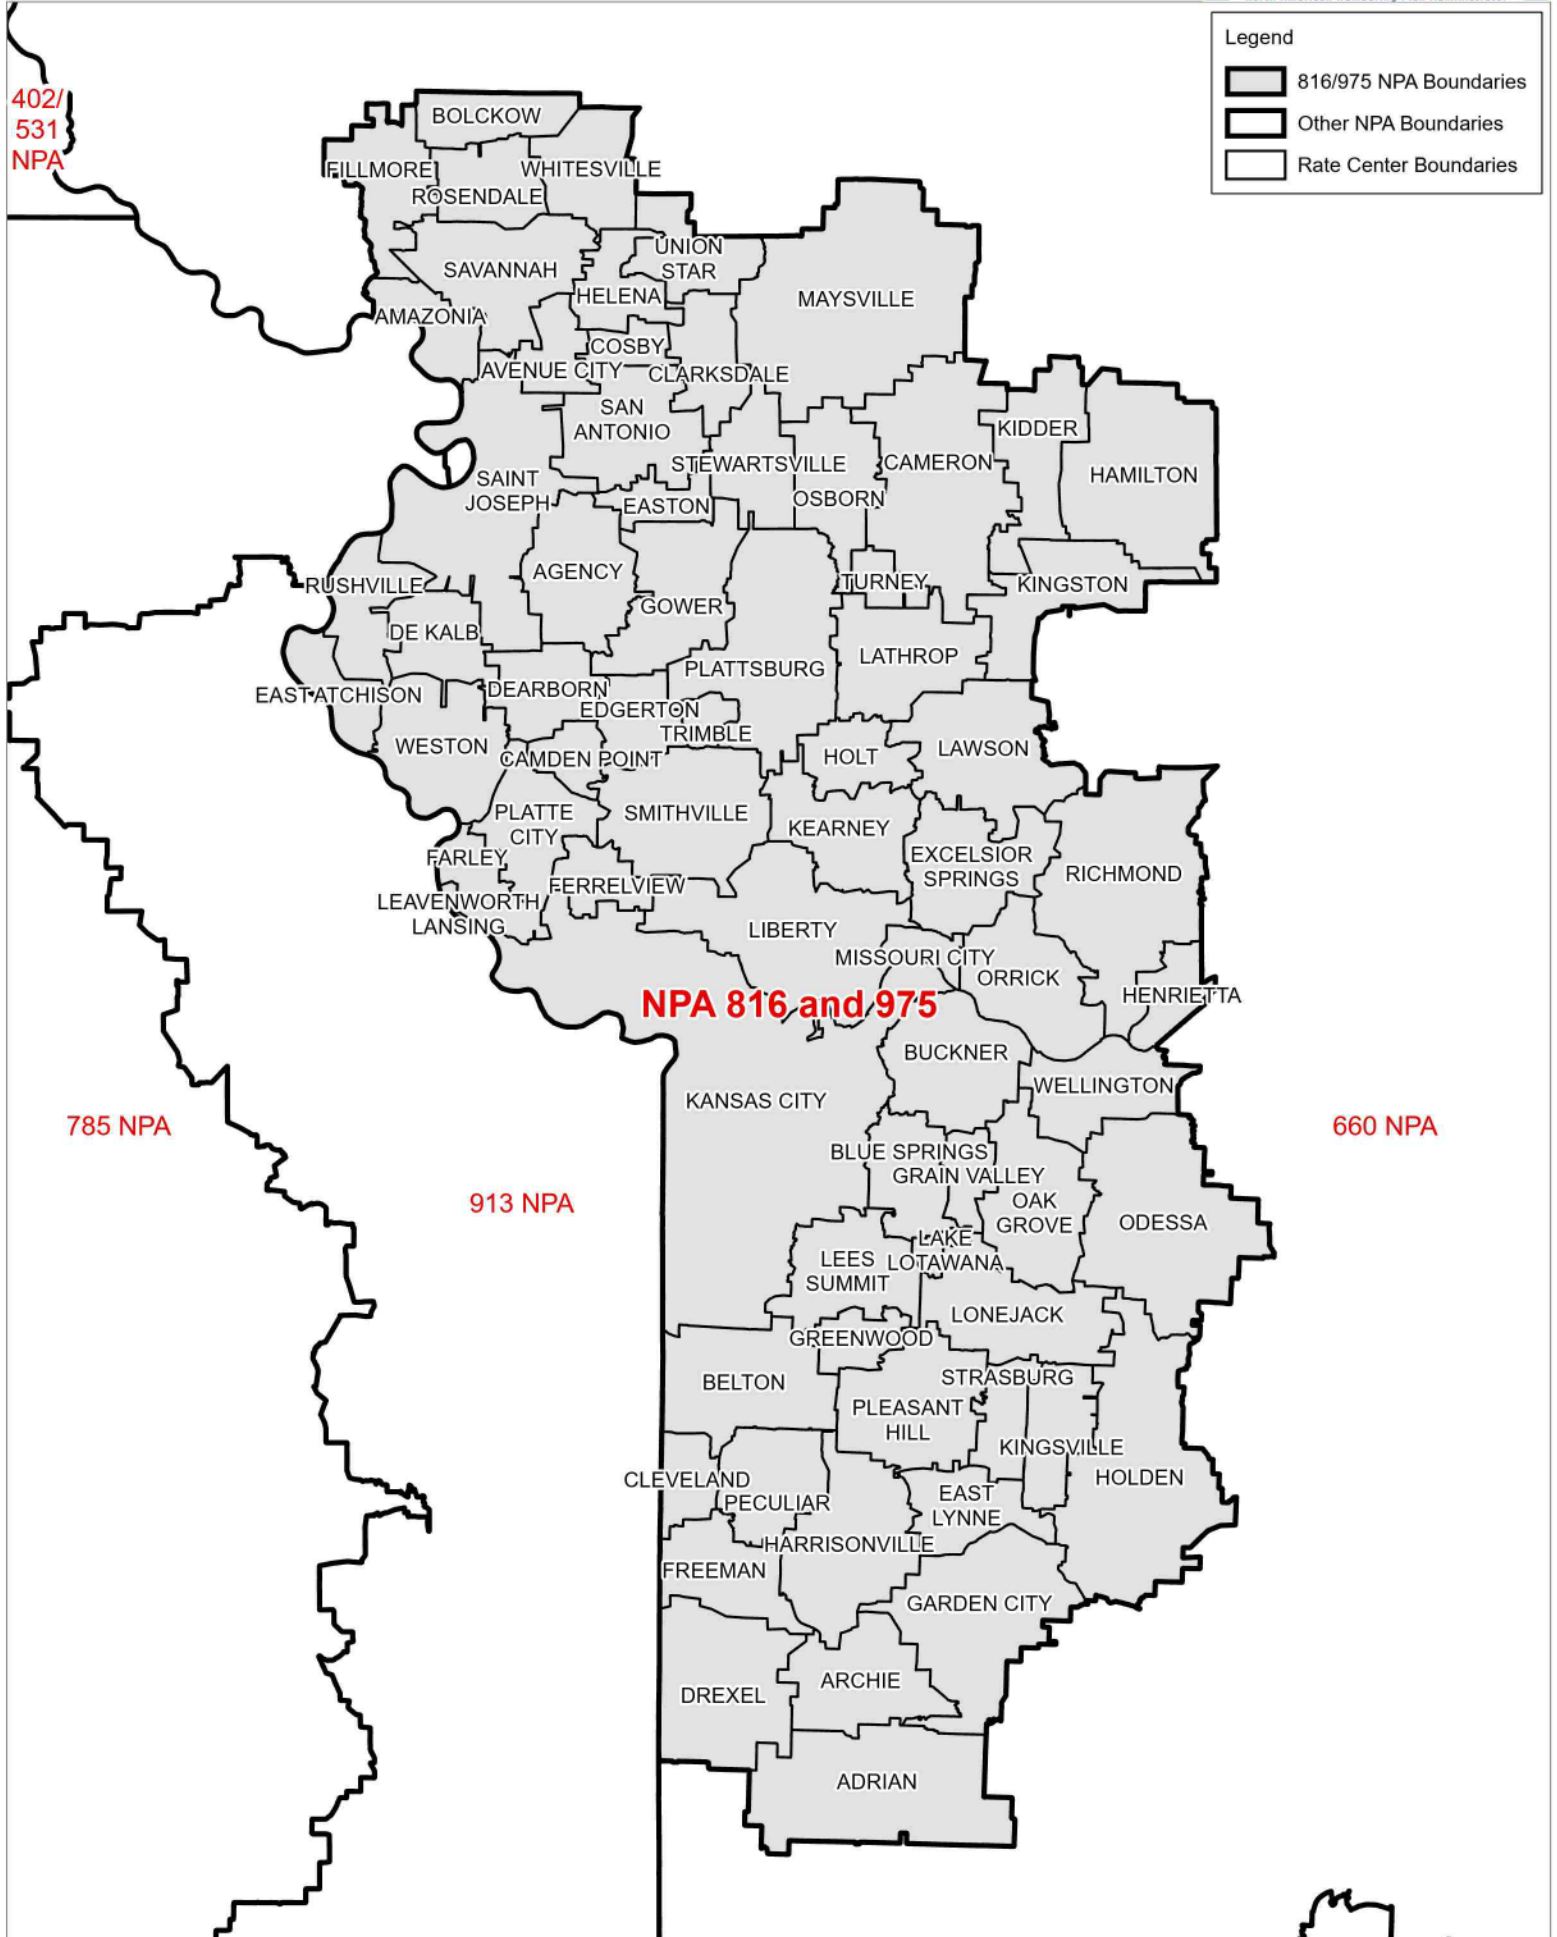 Legend
816/975 NPA Boundaries
Other NPA Boundaries
Rate Center Boundaries
402/
531
NPA
BOLCKOW
FILLMORE
WHITESVILLE
ROSENDALE
UNION
STAR
SAVANNAH
HELENA
MAYSVILLE
AMAZONIA
COSBY
AVENUE CITY
CLARKSDALE
SAN
ANTONIO
KIDDER
STEWARTSVILLE
CAMERON
HAMILTON
SAINT
JOSEPH
OSBORN
EASTON
AGENCY
TURNEY
KINGSTON
RUSHVILLE
GOWER
DE KALB
LATHROP
PLATTSBURG
EAST ATCHISON
DEARBORN
EDGERTON
TRIMBLE
WESTON
CAMDEN POINT
HOLT
LAWSON
PLATTE
CITY
SMITHVILLE
KEARNEY
FARLEY
EXCELSIOR
SPRINGS
RICHMOND
FERRELVIEW
LEAVENWORTH
LANSING
LIBERTY
MISSOURI CITY
ORRICK
HENRIETTA
NPA 816 and 975
BUCKNER
WELLINGTON
KANSAS CITY
785 NPA
660 NPA
BLUE SPRINGS
GRAIN VALLEY
913 NPA
OAK
GROVE
ODESSA
LAKE
LOTAWANA
LEES
SUMMIT
LONEJACK
GREENWOOD
STRASBURG
BELTON
PLEASANT
HILL
KINGSVILLE
HOLDEN
CLEVELAND
PECULIAR
EAST
LYNNE
HARRISONVILLE
FREEMAN
GARDEN CITY
ARCHIE
DREXEL
ADRIAN